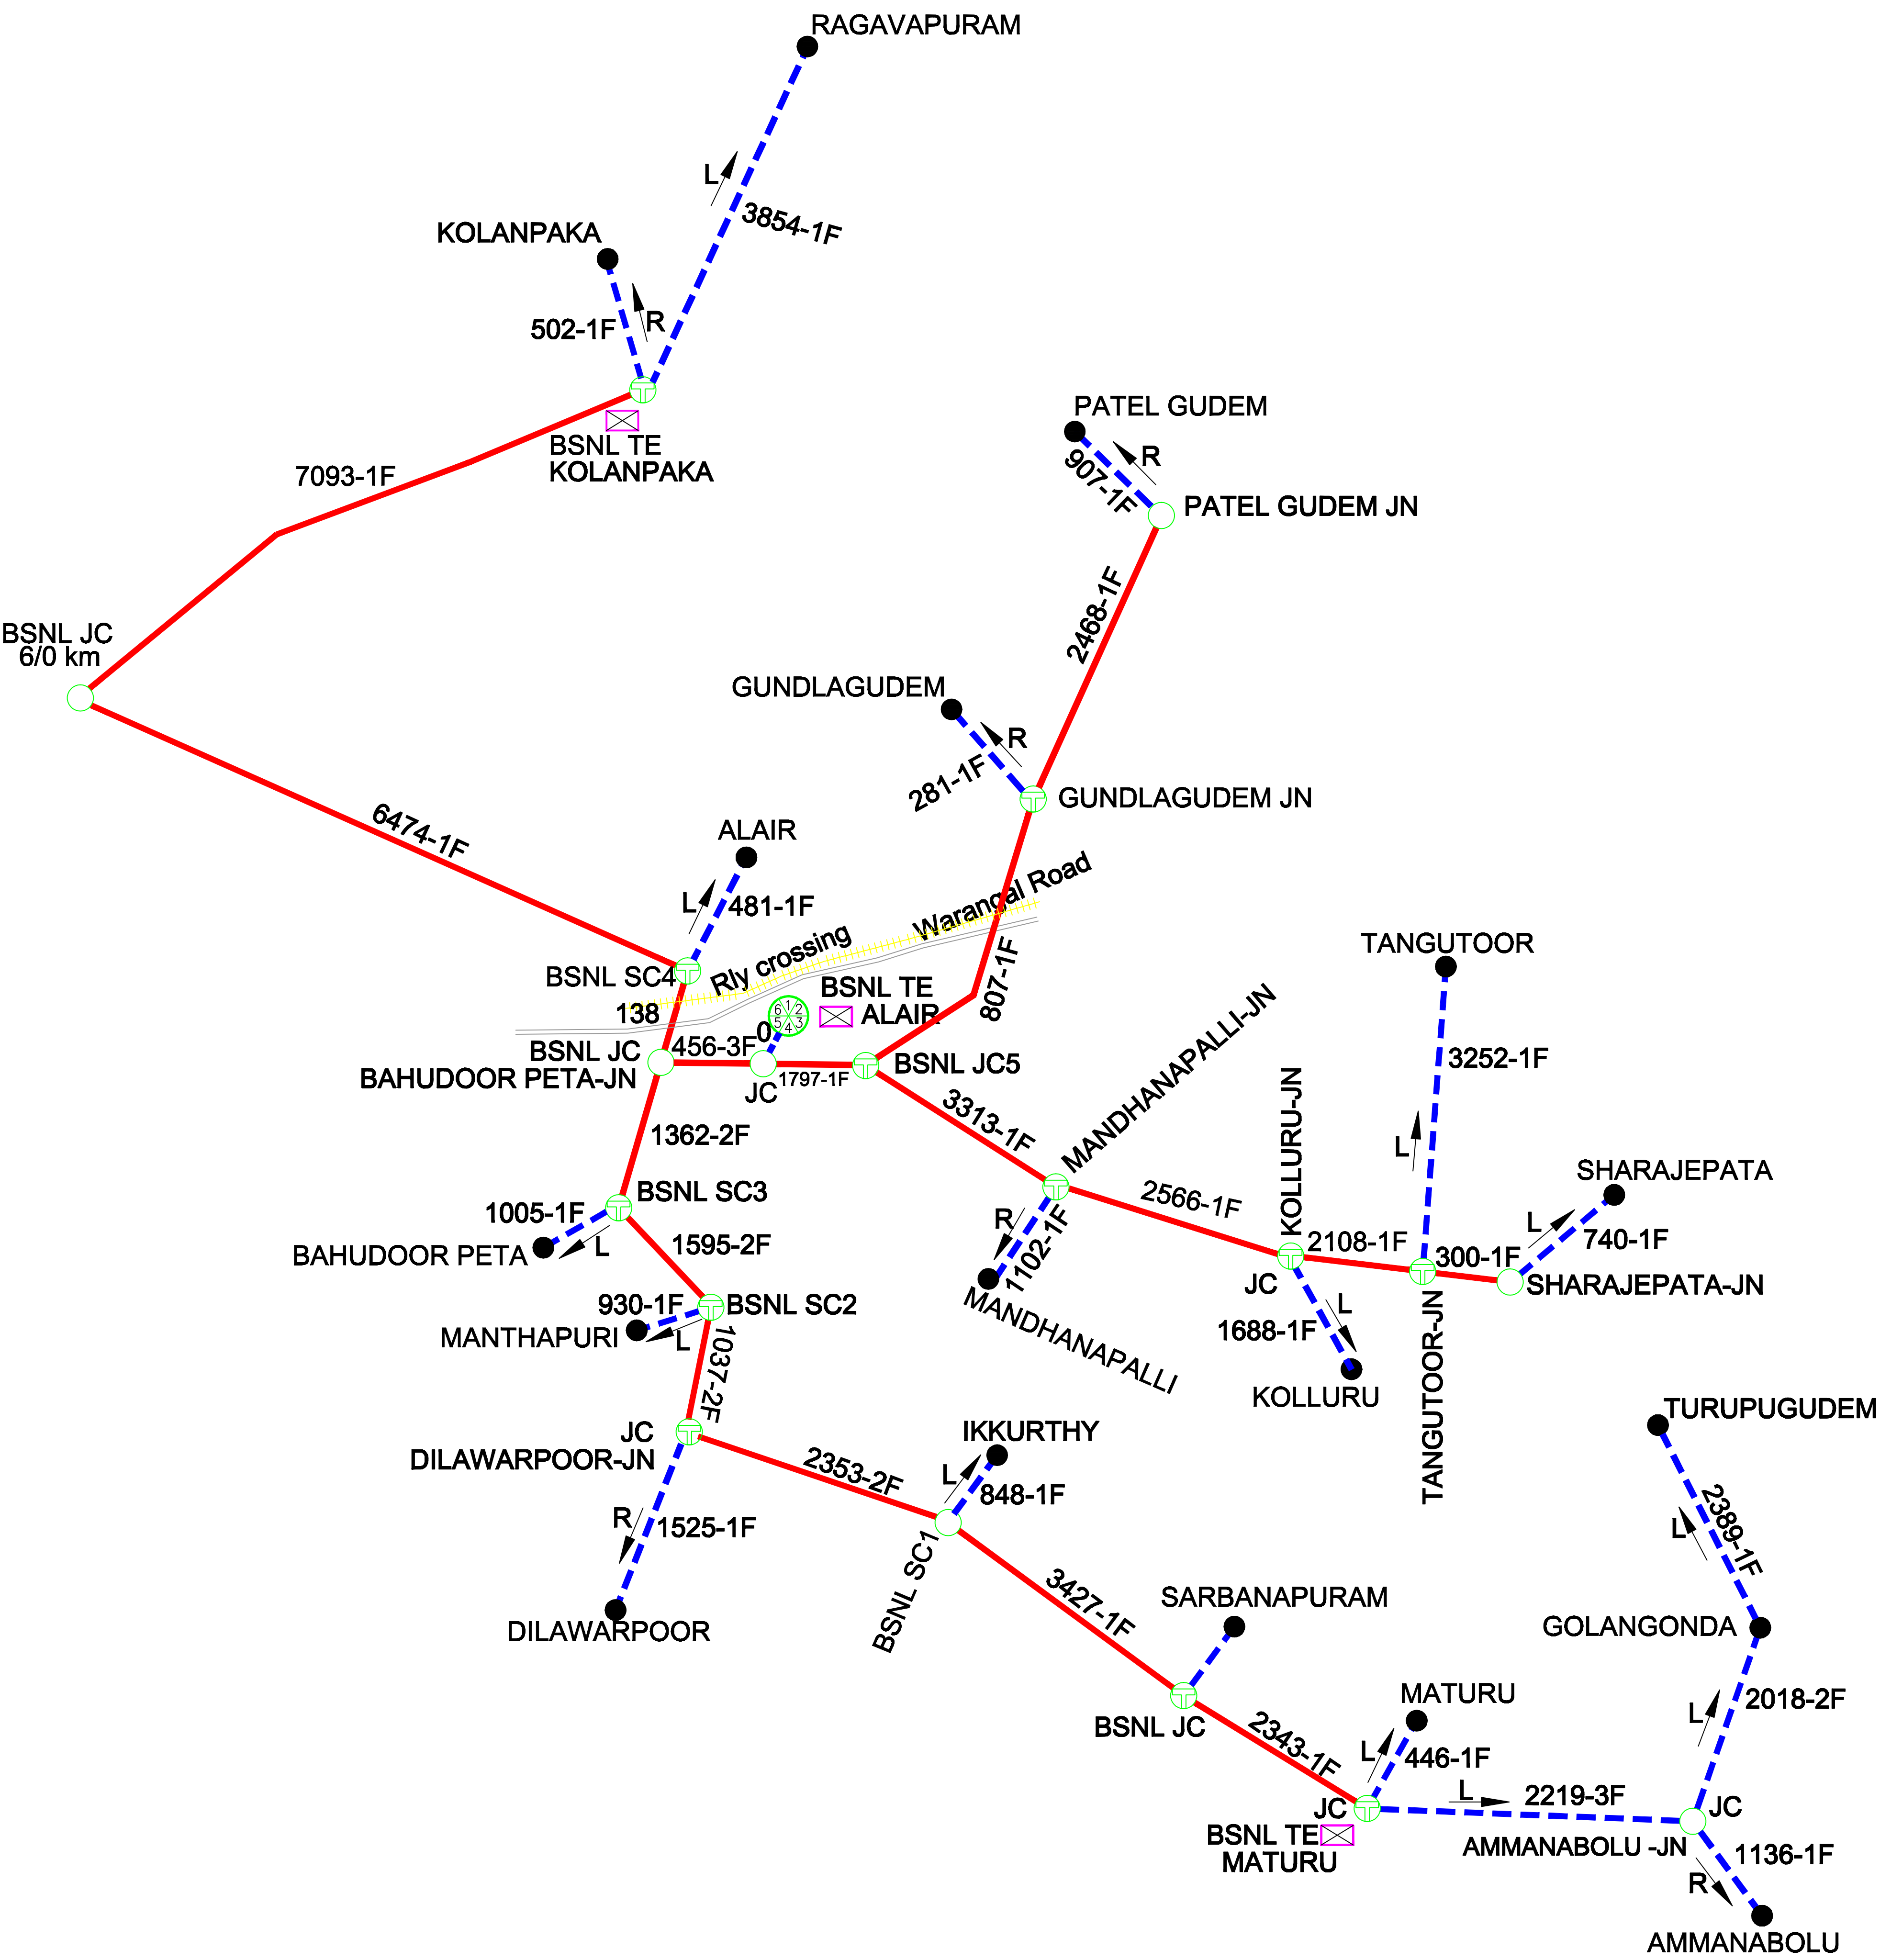 RAGAVAPURAM
L
3854-1F
KOLANPAKA
502-1F
R
BSNL TE
KOLANPAKA
7093-1F
PATEL GUDEM
R
907-1F
PATEL GUDEM JN
2468-1F
BSNL JC
6/0 km
GUNDLAGUDEM
R
281-1F
GUNDLAGUDEM JN
6474-1F
ALAIR
L
481-1F
Warangal Road
Rly crossing
807-1F
BSNL SC4
138
BSNL TE
ALAIR
0
6 1 2
5 4 3
BSNL JC
BAHUDOOR PETA-JN
456-3F
JC
1797-1F
BSNL JC5
TANGUTOOR
3252-1F
L
MANDHANAPALLI-JN
3313-1F
1362-2F
BSNL SC3
1005-1F
L
BAHUDOOR PETA
1595-2F
R
1102-1F
MANDHANAPALLI
2566-1F
KOLLURU-JN
JC
2108-1F
300-1F
SHARAJEPATA
L
740-1F
SHARAJEPATA-JN
TANGUTOOR-JN
L
1688-1F
KOLLURU
930-1F
BSNL SC2
MANTHAPURI
L
1037-2F
JC
DILAWARPOOR-JN
2353-2F
R
1525-1F
DILAWARPOOR
IKKURTHY
L
848-1F
BSNL SC1
3427-1F
SARBANAPURAM
BSNL JC
2343-1F
TURUPUGUDEM
2389-1F
L
GOLANGONDA
2018-2F
L
MATURU
L
446-1F
JC
BSNL TE
MATURU
L
2219-3F
JC
AMMANABOLU -JN
1136-1F
R
AMMANABOLU